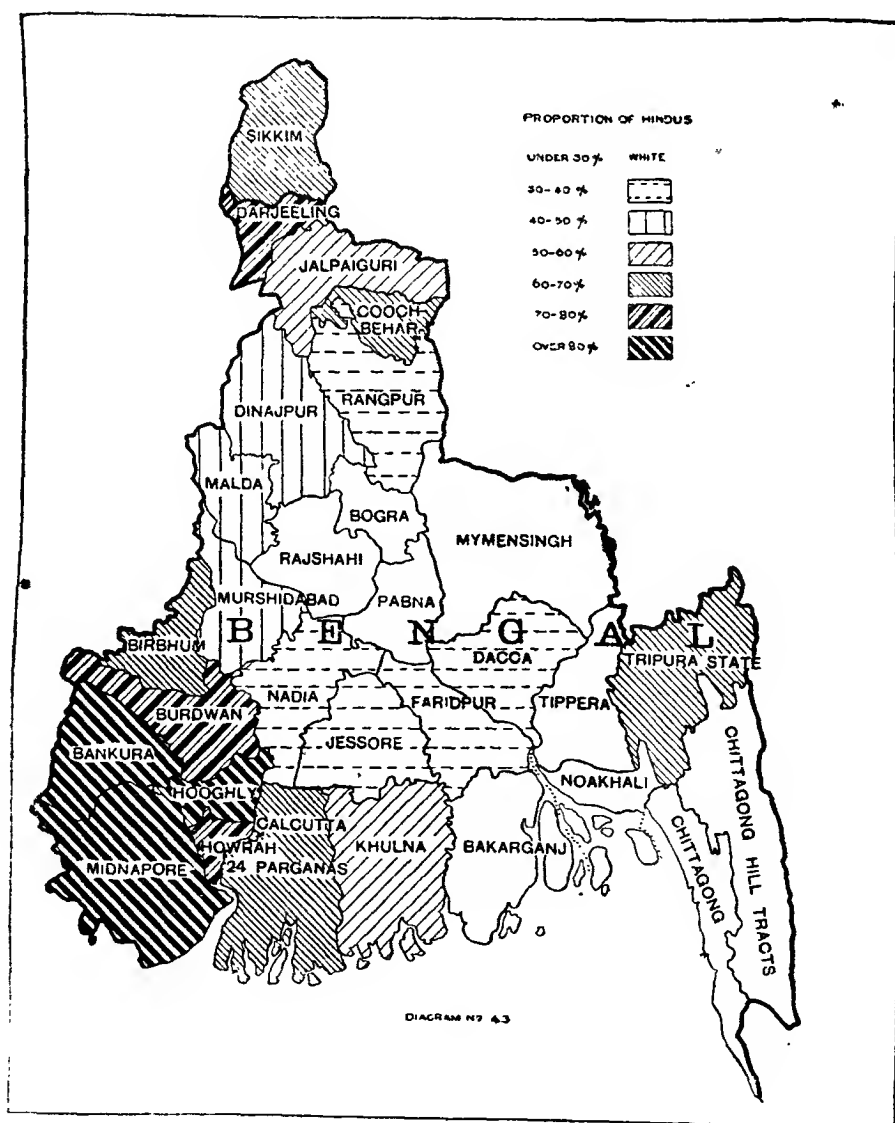 PROPORTION OF HINDUS
UNDER 30% WHITE
30-40%
40-50%
50-60%
60-70%
70-80%
OVER 80%
SIKKIM
DARJEELING
JALPAIGURI
COOCH
BEHAR
RANGPUR
DINAJPUR
MALDA
BOGRA
MYMENSINGH
RAJSHAHI
MURSHIDABAD
PABNA
BENGAL
BIRBHUM
DACCA
TRIPURA STATE
NADIA
FARIDPUR
TIPPERA
BURDWAN
JESSORE
BANKURA
NOAKHALI
HOOGHLY
CALCUTTA
HOWRAH
24 PARGANAS
KHULNA
BAKARGANJ
MIDNAPORE
CHITTAGONG
CHITTAGONG HILL TRACTS
DIAGRAM Nº 43